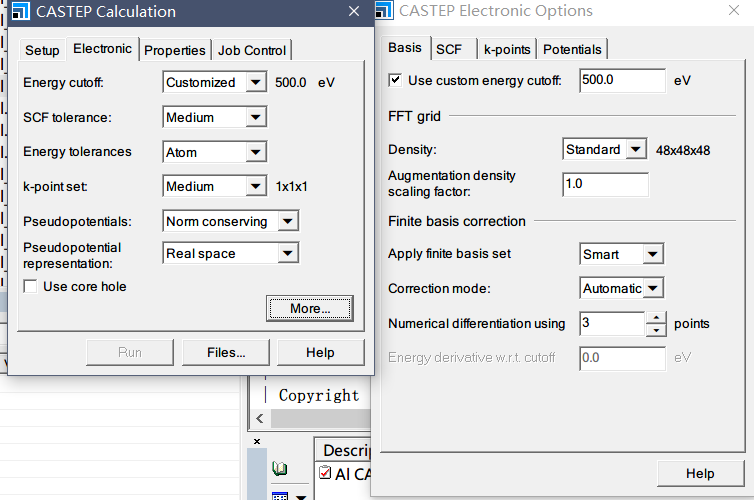 CASTEP Calculation
Setup Electronic Properties Job Control
Energy cutoff: Customized 500.0 eV
SCF tolerance: Medium
Energy tolerances Atom
k-point set: Medium 1x1x1
Pseudopotentials: Norm conserving
Pseudopotential
representation: Real space
Use core hole
More...
Run Files... Help
CASTEP Electronic Options
Basis SCF k-points Potentials
Use custom energy cutoff: 500.0 eV
FFT grid
Density: Standard 48x48x48
Augmentation density
scaling factor: 1.0
Finite basis correction
Apply finite basis set Smart
Correction mode: Automatic
Numerical differentiation using 3 points
Energy derivative w.r.t. cutoff 0.0 eV
Help
| Copyright
Descrip
Al CA